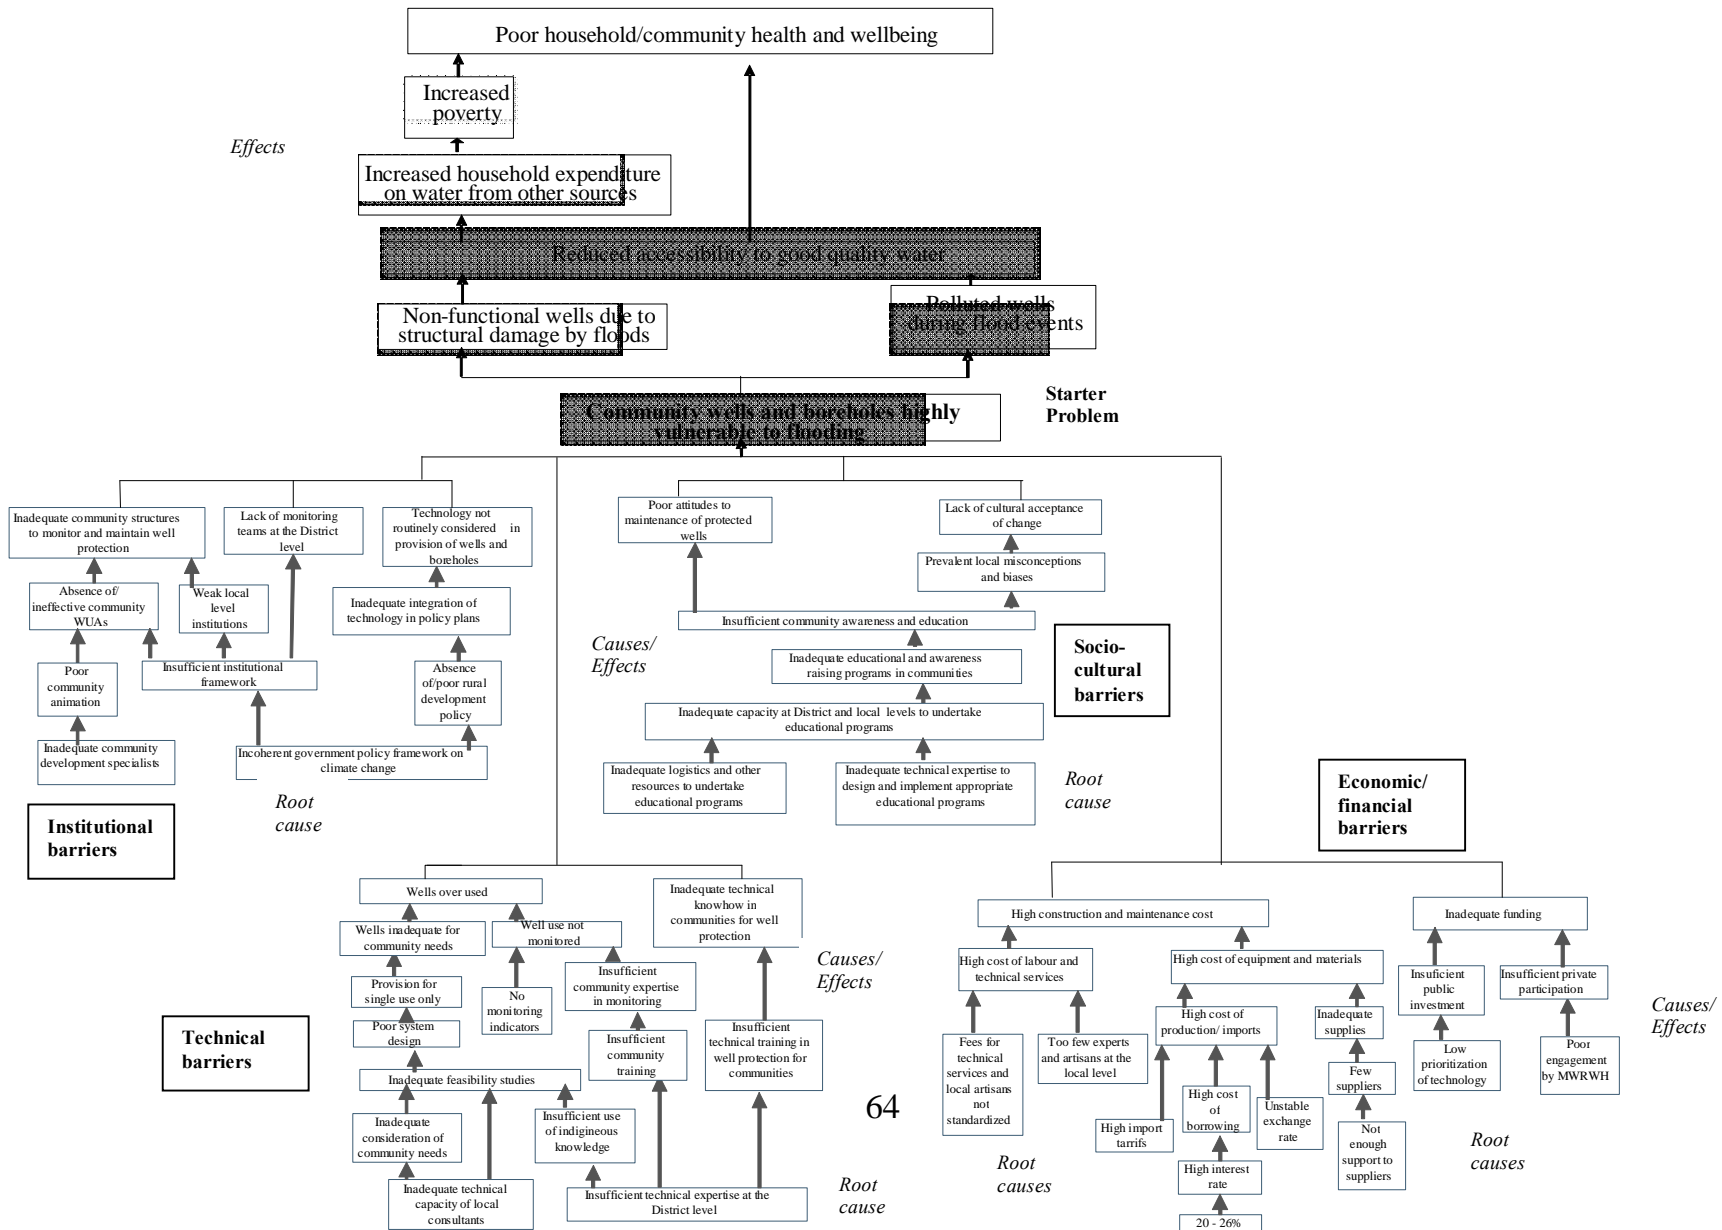 Poor household/community health and wellbeing
Increased
poverty
Effects
Increased household expenditure
on water from other sources
Reduced accessibility to good quality water
Non-functional wells due to
structural damage by floods
Polluted wells
during flood events
Starter
Problem
Community wells and boreholes highly
vulnerable to flooding
Inadequate community structures
to monitor and maintain well
protection
Lack of monitoring
teams at the District
level
Technology not
routinely considered in
provision of wells and
boreholes
Absence of/
ineffective community
WUAs
Weak local
level
institutions
Inadequate integration of
technology in policy plans
Poor
community
animation
Insufficient institutional
framework
Absence
of/poor rural
development
policy
Inadequate community
development specialists
Incoherent government policy framework on
climate change
Root
cause
Institutional
barriers
Poor attitudes to
maintenance of protected
wells
Lack of cultural acceptance
of change
Prevalent local misconceptions
and biases
Insufficient community awareness and education
Causes/
Effects
Inadequate educational and awareness
raising programs in communities
Socio-
cultural
barriers
Inadequate capacity at District and local levels to undertake
educational programs
Inadequate logistics and other
resources to undertake
educational programs
Inadequate technical expertise to
design and implement appropriate
educational programs
Root
cause
Economic/
financial
barriers
Wells over used
Inadequate technical
knowhow in
communities for well
protection
Wells inadequate for
community needs
Well use not
monitored
Causes/
Effects
Provision for
single use only
No
monitoring
indicators
Insufficient
community expertise
in monitoring
Technical
barriers
Poor system
design
Insufficient
community
training
Insufficient
technical training in
well protection for
communities
Inadequate feasibility studies
Inadequate
consideration of
community needs
Insufficient use
of indigineous
knowledge
Inadequate technical
capacity of local
consultants
Insufficient technical expertise at the
District level
Root
cause
64
High construction and maintenance cost
Inadequate funding
High cost of labour and
technical services
High cost of equipment and materials
Insuficient
public
investment
Insufficient private
participation
Causes/
Effects
Fees for
technical
services and
local artisans
not
standardized
Too few experts
and artisans at the
local level
High cost of
production/ imports
Inadequate
supplies
Low
prioritization
of technology
Poor
engagement
by MWRWH
Few
suppliers
High import
tarrifs
High cost
of
borrowing
Unstable
exchange
rate
Not
enough
support to
suppliers
Root
causes
Root
causes
High interest
rate
20 - 26%